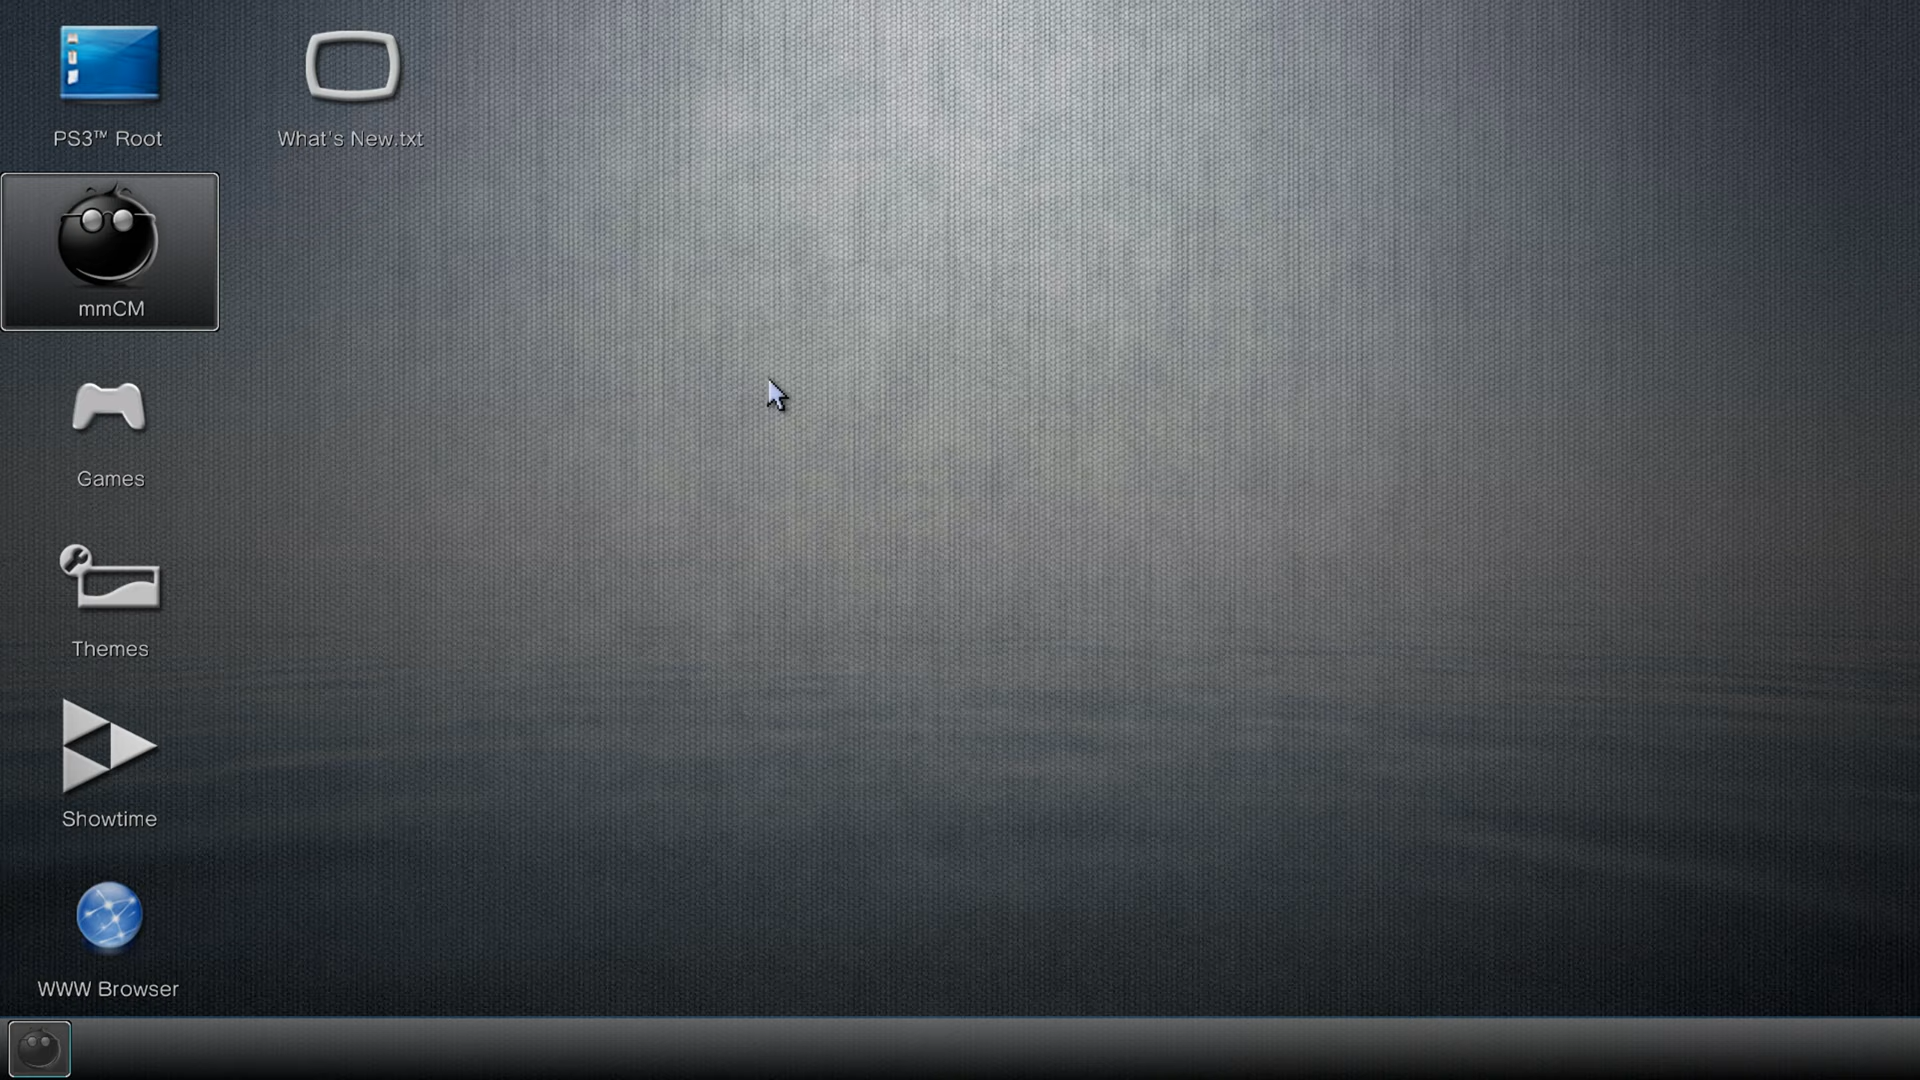 PS3™ Root
What's New.txt
mmCM
Games
Themes
Showtime
WWW Browser